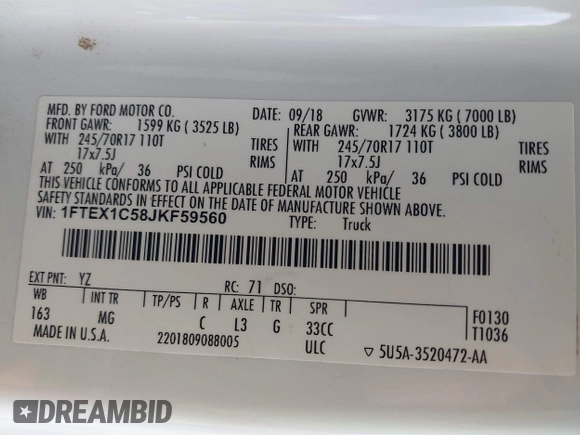 MFD. BY FORD MOTOR CO. DATE: 09/18 GVWR: 3175 KG ( 7000 LB)
FRONT GAWR: 1599 KG ( 3525 LB) REAR GAWR: 1724 KG ( 3800 LB)
WITH 245/70R17 110T TIRES WITH 245/70R17 110T TIRES
17x7.5J RIMS 17x7.5J RIMS
AT 250 kPa/ 36 PSI COLD AT 250 kPa/ 36 PSI COLD
THIS VEHICLE CONFORMS TO ALL APPLICABLE FEDERAL MOTOR VEHICLE
SAFETY STANDARDS IN EFFECT ON THE DATE OF MANUFACTURE SHOWN ABOVE.
VIN: 1FTEX1C58JKF59560 TYPE: Truck
EXT PNT: YZ RC: 71 DSO:
WB INT TR TP/PS R AXLE TR SPR F0130
163 MG C L3 G 33CC T1036
MADE IN U.S.A. 2201809088005 ULC ▽ 5U5A-3520472-AA
DREAMBID